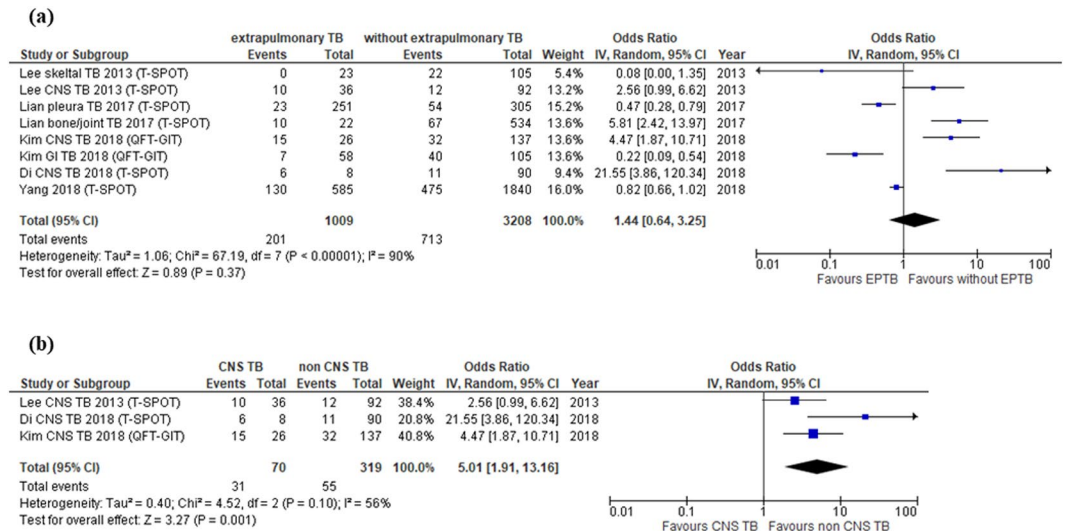 (a)
extrapulmonary TB without extrapulmonary TB Odds Ratio Odds Ratio
Study or Subgroup Events Total Events Total Weight IV, Random, 95% CI Year IV, Random, 95% CI
Lee skeltal TB 2013 (T-SPOT) 0 23 22 105 5.4% 0.08 [0.00, 1.35] 2013
Lee CNS TB 2013 (T-SPOT) 10 36 12 92 13.2% 2.56 [0.99, 6.62] 2013
Lian pleura TB 2017 (T-SPOT) 23 251 54 305 15.2% 0.47 [0.28, 0.79] 2017
Lian bone/joint TB 2017 (T-SPOT) 10 22 67 534 13.6% 5.81 [2.42, 13.97] 2017
Kim CNS TB 2018 (QFT-GIT) 15 26 32 137 13.6% 4.47 [1.87, 10.71] 2018
Kim GI TB 2018 (QFT-GIT) 7 58 40 105 13.6% 0.22 [0.09, 0.54] 2018
Di CNS TB 2018 (T-SPOT) 6 8 11 90 9.4% 21.55 [3.86, 120.34] 2018
Yang 2018 (T-SPOT) 130 585 475 1840 16.0% 0.82 [0.66, 1.02] 2018
Total (95% CI) 1009 3208 100.0% 1.44 [0.64, 3.25]
Total events 201 713
Heterogeneity: Tau² = 1.06; Chi² = 67.19, df = 7 (P < 0.00001); I² = 90%
Test for overall effect: Z = 0.89 (P = 0.37)
0.01 0.1 1 10 100
Favours EPTB Favours without EPTB
(b)
CNS TB non CNS TB Odds Ratio Odds Ratio
Study or Subgroup Events Total Events Total Weight IV, Random, 95% CI Year IV, Random, 95% CI
Lee CNS TB 2013 (T-SPOT) 10 36 12 92 38.4% 2.56 [0.99, 6.62] 2013
Di CNS TB 2018 (T-SPOT) 6 8 11 90 20.8% 21.55 [3.86, 120.34] 2018
Kim CNS TB 2018 (QFT-GIT) 15 26 32 137 40.8% 4.47 [1.87, 10.71] 2018
Total (95% CI) 70 319 100.0% 5.01 [1.91, 13.16]
Total events 31 55
Heterogeneity: Tau² = 0.40; Chi² = 4.52, df = 2 (P = 0.10); I² = 56%
Test for overall effect: Z = 3.27 (P = 0.001)
0.01 0.1 1 10 100
Favours CNS TB Favours non CNS TB